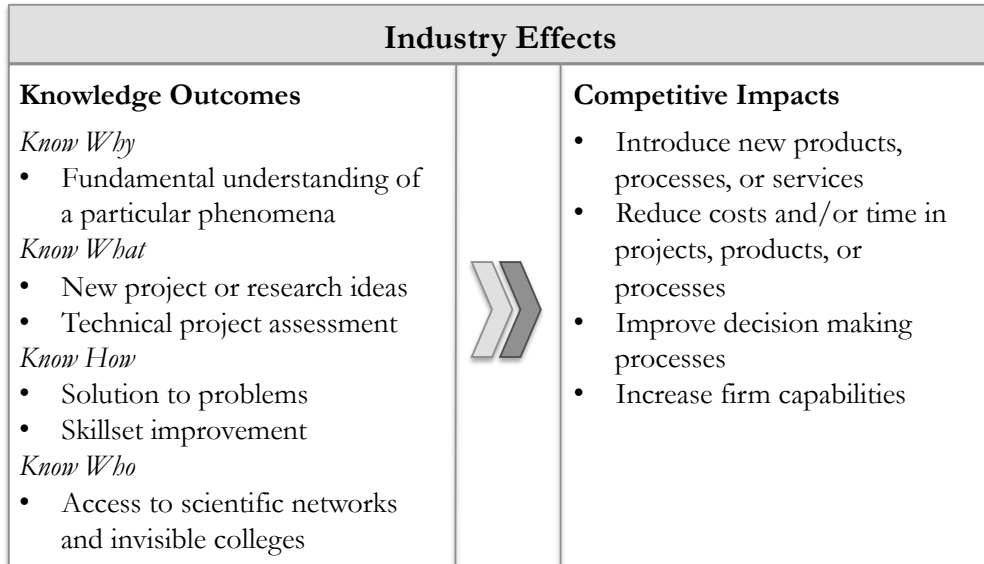 Industry Effects
Knowledge Outcomes
Know Why
• Fundamental understanding of
a particular phenomena
Know What
• New project or research ideas
• Technical project assessment
Know How
• Solution to problems
• Skillset improvement
Know Who
• Access to scientific networks
and invisible colleges
Competitive Impacts
• Introduce new products,
processes, or services
• Reduce costs and/or time in
projects, products, or
processes
• Improve decision making
processes
• Increase firm capabilities